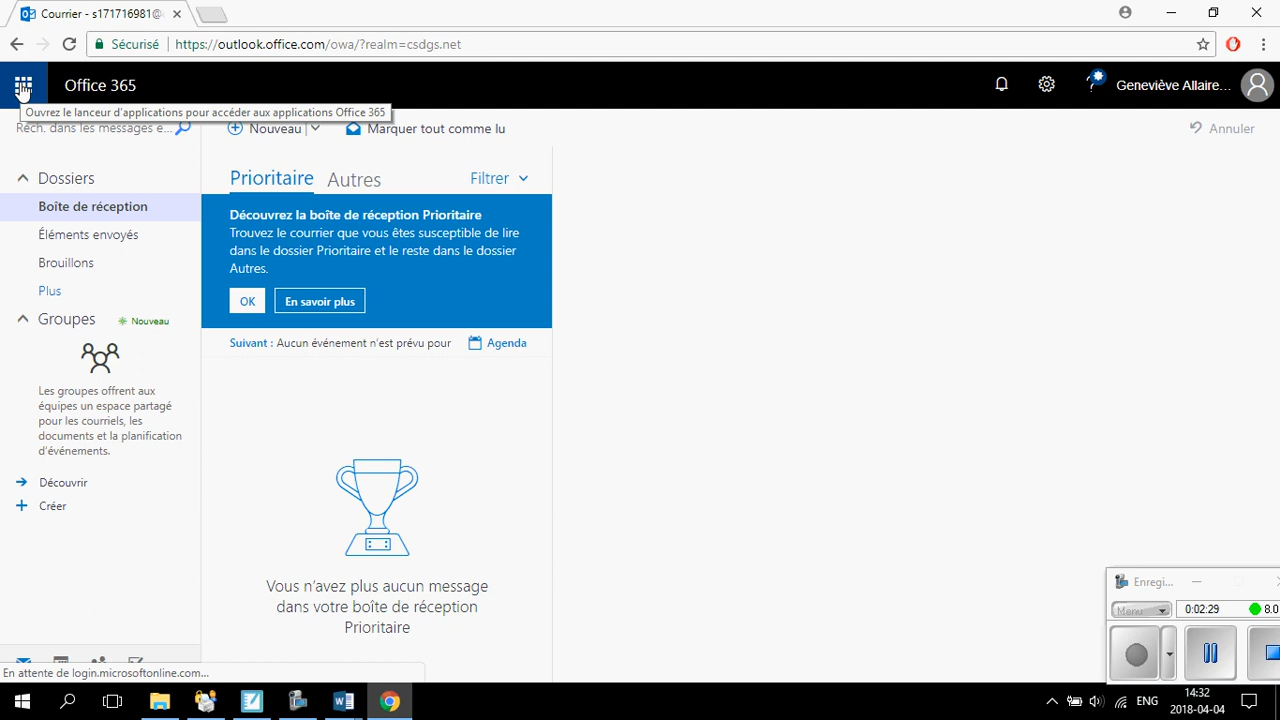 Courrier - s171716981@
Sécurisé
https://outlook.office.com/owa/?realm=csdgs.net
Office 365
Geneviève Allaire...
Ouvrez le lanceur d'applications pour accéder aux applications Office 365
Rech. dans les messages e...
Nouveau
Marquer tout comme lu
Annuler
Dossiers
Boîte de réception
Éléments envoyés
Brouillons
Plus
Groupes
Nouveau
Les groupes offrent aux
équipes un espace partagé
pour les courriels, les
documents et la planification
d'événements.
Découvrir
Créer
Prioritaire
Autres
Filtrer
Découvrez la boîte de réception Prioritaire
Trouvez le courrier que vous êtes susceptible de lire
dans le dossier Prioritaire et le reste dans le dossier
Autres.
OK
En savoir plus
Suivant : Aucun événement n'est prévu pour
Agenda
Vous n'avez plus aucun message
dans votre boîte de réception
Prioritaire
Enregi...
Menu
0:02:29
8.0
En attente de login.microsoftonline.com...
ENG
14:32
2018-04-04